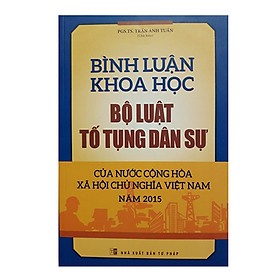 PGS.TS. TRẦN ANH TUẤN
(Chủ biên)
BÌNH LUẬN
KHOA HỌC
BỘ LUẬT
TỐ TỤNG DÂN SỰ
CỦA NƯỚC CỘNG HÒA
XÃ HỘI CHỦ NGHĨA VIỆT NAM
NĂM 2015
NHÀ XUẤT BẢN TƯ PHÁP